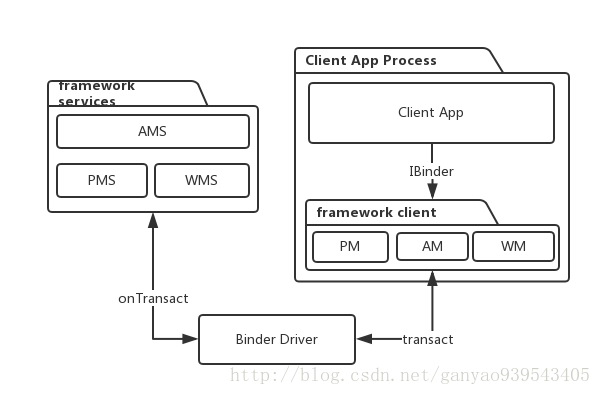 framework
services
AMS
PMS
WMS
Client App Process
Client App
IBinder
framework client
PM
AM
WM
onTransact
Binder Driver
transact
http://blog.csdn.net/ganyao939543405